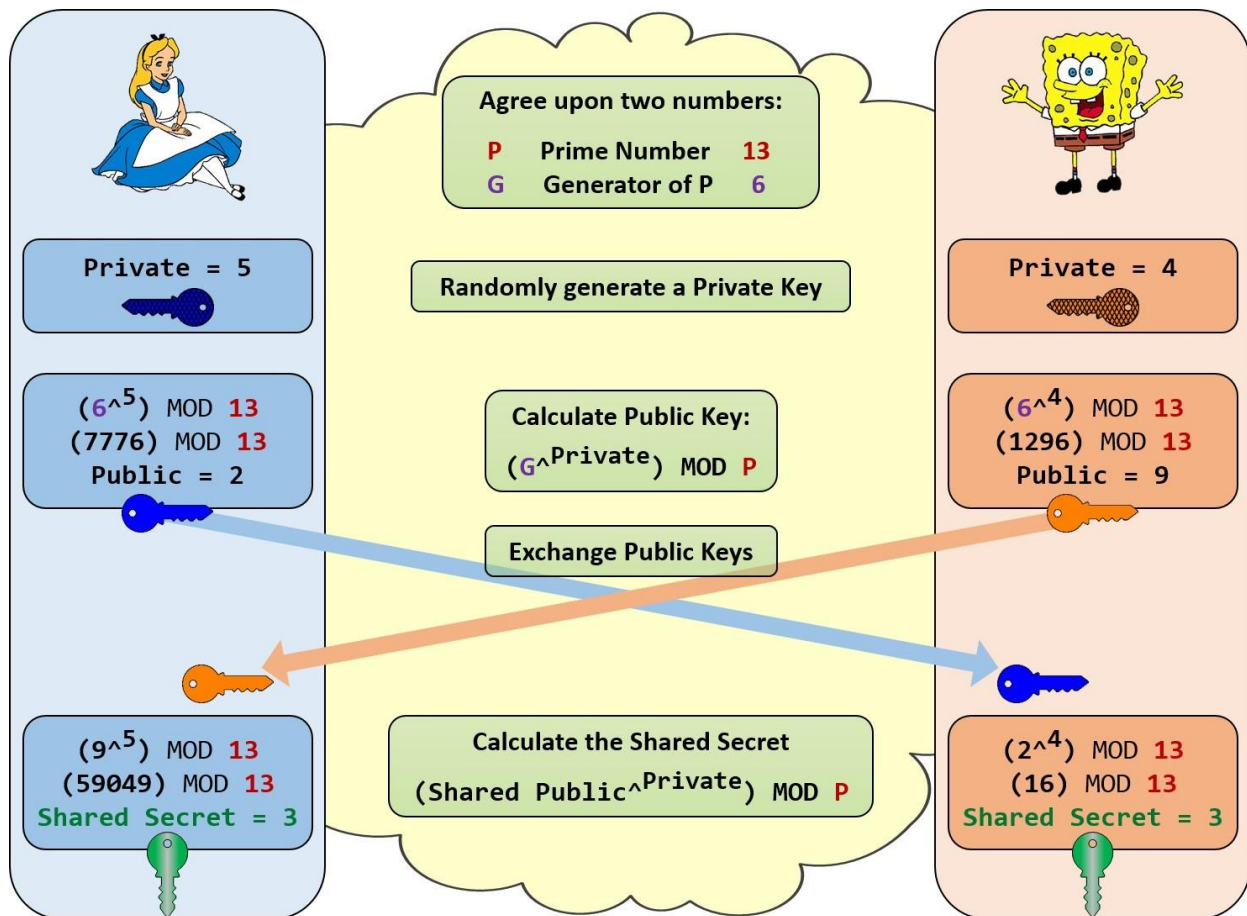 Agree upon two numbers:
P Prime Number 13
G Generator of P 6
Private = 5
Randomly generate a Private Key
Private = 4
(6^5) MOD 13
(7776) MOD 13
Public = 2
Calculate Public Key:
(G^Private) MOD P
(6^4) MOD 13
(1296) MOD 13
Public = 9
Exchange Public Keys
(9^5) MOD 13
(59049) MOD 13
Shared Secret = 3
Calculate the Shared Secret
(Shared Public^Private) MOD P
(2^4) MOD 13
(16) MOD 13
Shared Secret = 3